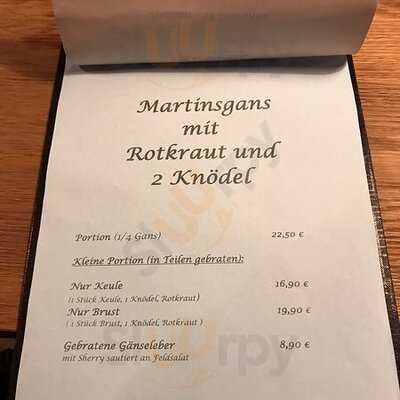 Martinsgans
mit
Rotkraut und
2 Knödel
Portion (1/4 Gans) 22,50 €
Kleine Portion (in Teilen gebraten):
Nur Keule 16,90 €
(1 Stück Keule, 1 Knödel, Rotkraut)
Nur Brust 19,90 €
( 1 Stück Brust, 1 Knödel, Rotkraut )
Gebratene Gänseleber 8,90 €
mit Sherry sautiert an Feldsalat